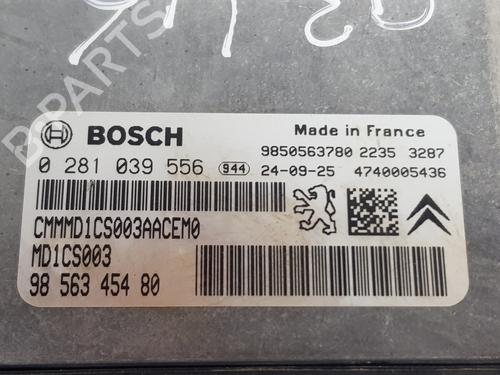 BOSCH
Made in France
0 281 039 556 944
9850563780 2235 3287
24-09-25 4740005436
CMMMD1CS003AACEM0
MD1CS003
98 563 454 80
B-PARTS